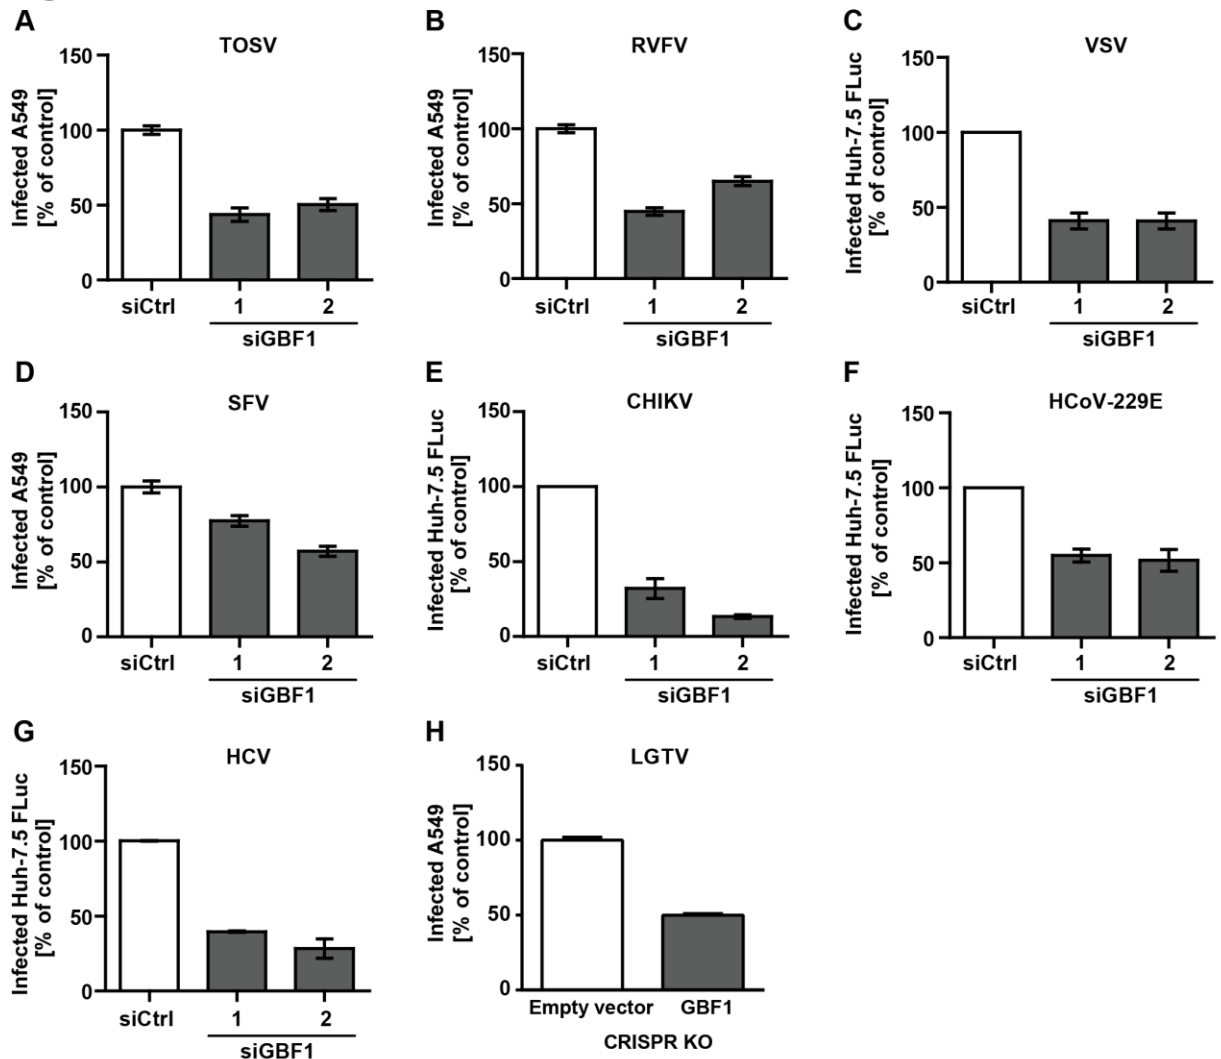 A
TOSV
Infected A549
[% of control]
150
100
50
0
siCtrl
1
2
siGBF1
B
RVFV
Infected A549
[% of control]
150
100
50
0
siCtrl
1
2
siGBF1
C
VSV
Infected Huh-7.5 FLuc
[% of control]
150
100
50
0
siCtrl
1
2
siGBF1
D
SFV
Infected A549
[% of control]
150
100
50
0
siCtrl
1
2
siGBF1
E
CHIKV
Infected Huh-7.5 FLuc
[% of control]
150
100
50
0
siCtrl
1
2
siGBF1
F
HCoV-229E
Infected Huh-7.5 FLuc
[% of control]
150
100
50
0
siCtrl
1
2
siGBF1
G
HCV
Infected Huh-7.5 FLuc
[% of control]
150
100
50
0
siCtrl
1
2
siGBF1
H
LGTV
Infected A549
[% of control]
150
100
50
0
Empty vector
GBF1
CRISPR KO